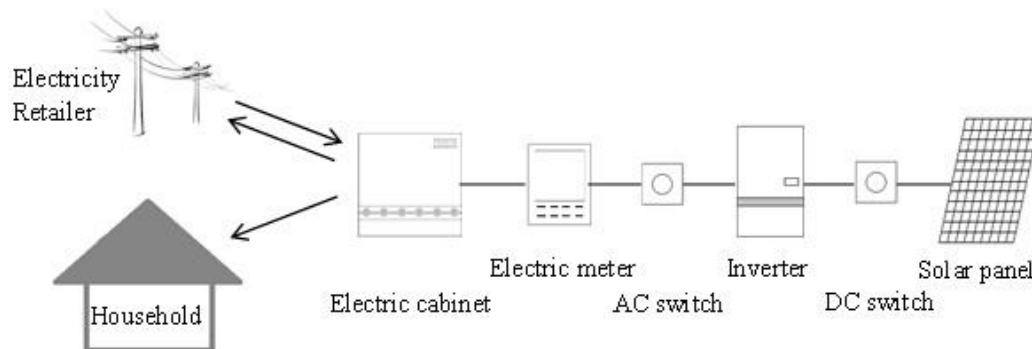 Electricity
Retailer
Household
Electric cabinet
Electric meter
AC switch
Inverter
DC switch
Solar panel